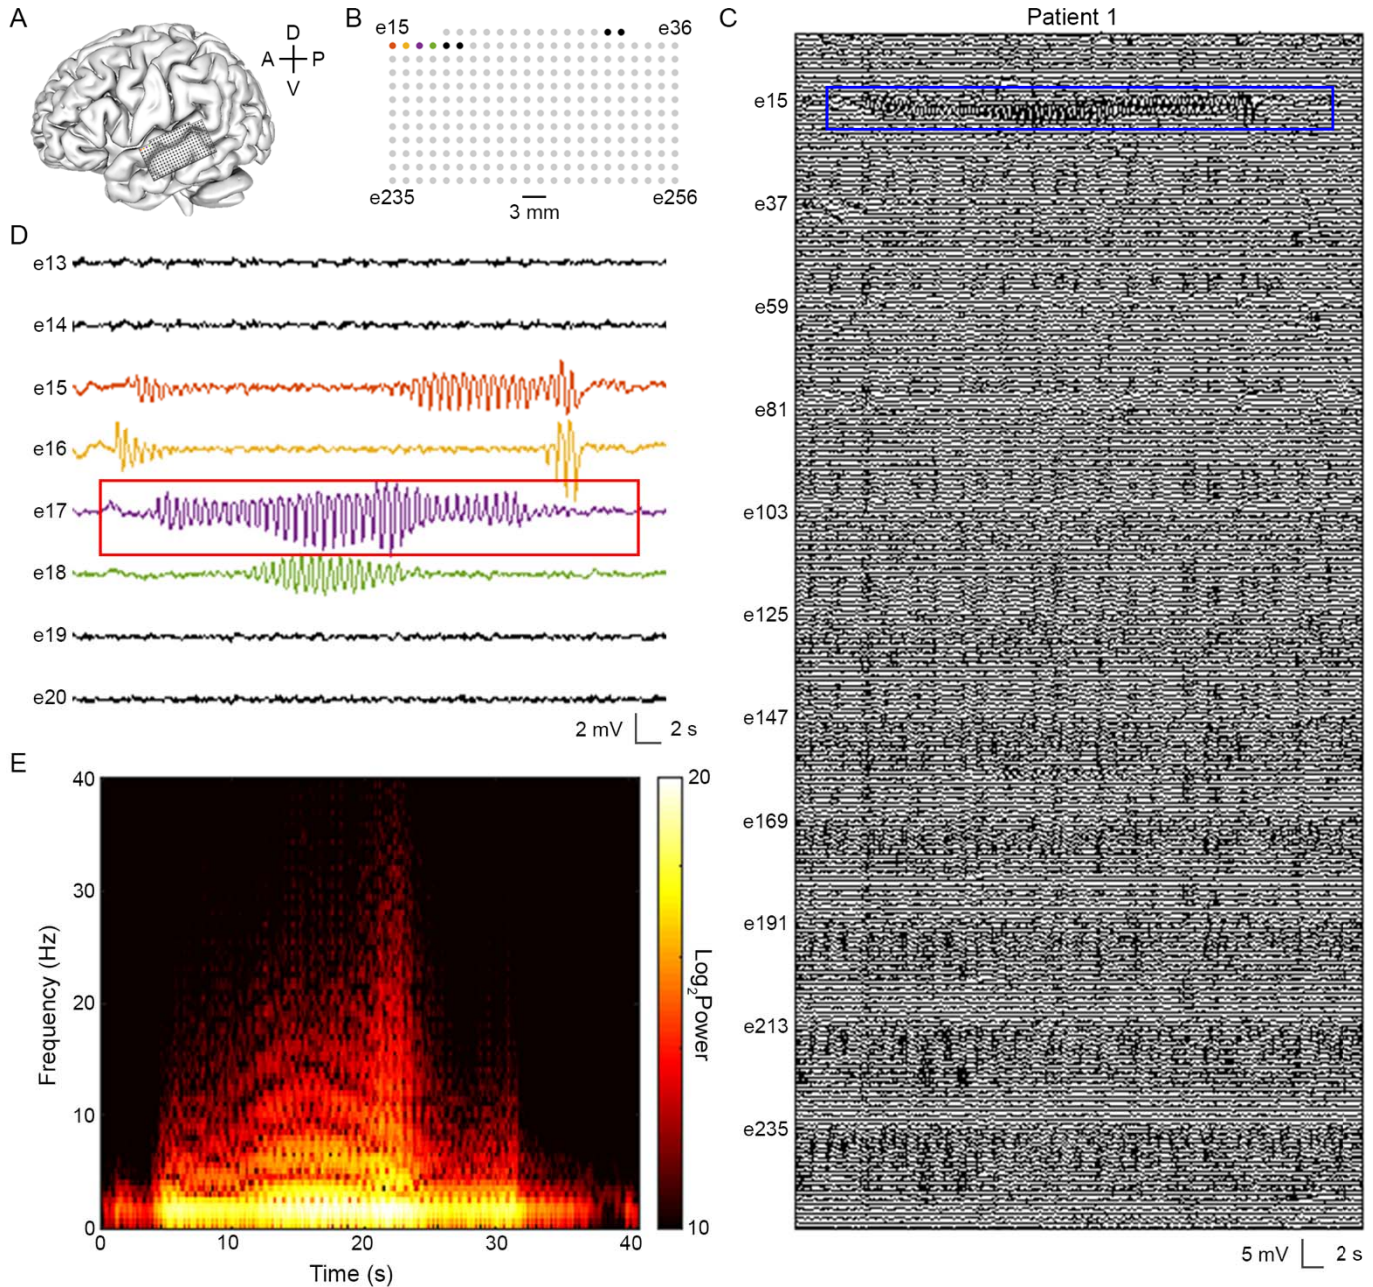 A
D
A P
V
B
e15 e36
e235 e256
3 mm
C
Patient 1
e15
e37
e59
e81
e103
e125
e147
e169
e191
e213
e235
5 mV 2 s
D
e13
e14
e15
e16
e17
e18
e19
e20
2 mV 2 s
E
40
30
20
10
0
Frequency (Hz)
0 10 20 30 40
Time (s)
20
10
Log₂Power